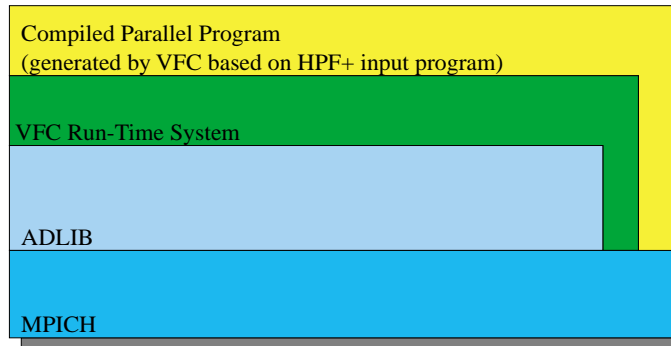 Compiled Parallel Program
(generated by VFC based on HPF+ input program)
VFC Run-Time System
ADLIB
MPICH